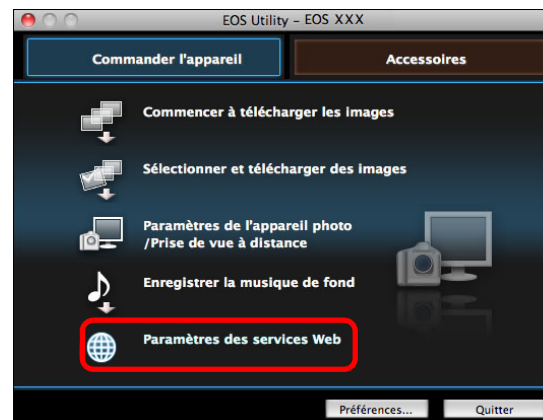 EOS Utility – EOS XXX
Commander l'appareil
Accessoires
Commencer à télécharger les images
Sélectionner et télécharger des images
Paramètres de l'appareil photo
/Prise de vue à distance
Enregistrer la musique de fond
Paramètres des services Web
Préférences...
Quitter